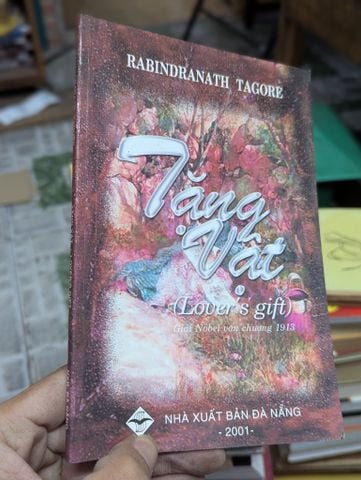 RABINDRANATH TAGORE
Tặng
Vật
(Lover's gift)
Giải Nobel văn chương 1913
NHÀ XUẤT BẢN ĐÀ NẴNG
-2001-